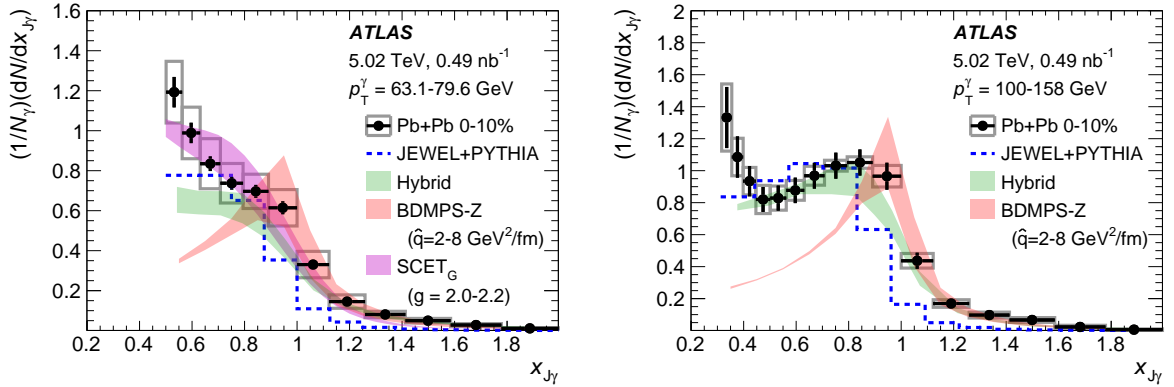 ATLAS
5.02 TeV, 0.49 nb⁻¹
p_T^γ = 63.1-79.6 GeV
Pb+Pb 0-10%
JEWEL+PYTHIA
Hybrid
BDMPS-Z
(q̂=2-8 GeV²/fm)
SCET_G
(g = 2.0-2.2)
(1/N_γ)(dN/dx_Jγ)
1.6
1.4
1.2
1
0.8
0.6
0.4
0.2
0.2 0.4 0.6 0.8 1 1.2 1.4 1.6 1.8
x_Jγ
ATLAS
5.02 TeV, 0.49 nb⁻¹
p_T^γ = 100-158 GeV
Pb+Pb 0-10%
JEWEL+PYTHIA
Hybrid
BDMPS-Z
(q̂=2-8 GeV²/fm)
(1/N_γ)(dN/dx_Jγ)
2
1.8
1.6
1.4
1.2
1
0.8
0.6
0.4
0.2
0.2 0.4 0.6 0.8 1 1.2 1.4 1.6 1.8
x_Jγ